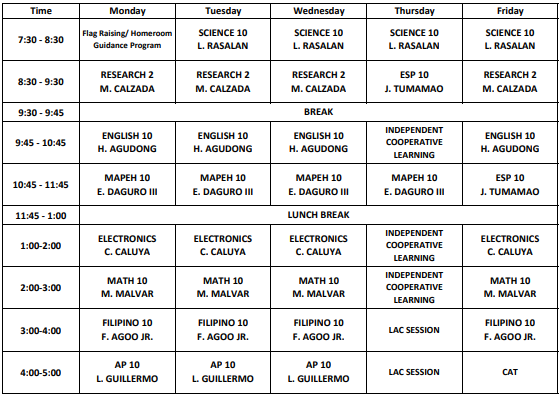 Time Monday Tuesday Wednesday Thursday Friday
7:30 - 8:30 Flag Raising/ Homeroom Guidance Program SCIENCE 10 L. RASALAN SCIENCE 10 L. RASALAN SCIENCE 10 L. RASALAN SCIENCE 10 L. RASALAN
8:30 - 9:30 RESEARCH 2 M. CALZADA RESEARCH 2 M. CALZADA RESEARCH 2 M. CALZADA ESP 10 J. TUMAMAO RESEARCH 2 M. CALZADA
9:30 - 9:45 BREAK
9:45 - 10:45 ENGLISH 10 H. AGUDONG ENGLISH 10 H. AGUDONG ENGLISH 10 H. AGUDONG INDEPENDENT COOPERATIVE LEARNING ENGLISH 10 H. AGUDONG
10:45 - 11:45 MAPEH 10 E. DAGURO III MAPEH 10 E. DAGURO III MAPEH 10 E. DAGURO III MAPEH 10 E. DAGURO III ESP 10 J. TUMAMAO
11:45 - 1:00 LUNCH BREAK
1:00-2:00 ELECTRONICS C. CALUYA ELECTRONICS C. CALUYA ELECTRONICS C. CALUYA INDEPENDENT COOPERATIVE LEARNING ELECTRONICS C. CALUYA
2:00-3:00 MATH 10 M. MALVAR MATH 10 M. MALVAR MATH 10 M. MALVAR INDEPENDENT COOPERATIVE LEARNING MATH 10 M. MALVAR
3:00-4:00 FILIPINO 10 F. AGOO JR. FILIPINO 10 F. AGOO JR. FILIPINO 10 F. AGOO JR. LAC SESSION FILIPINO 10 F. AGOO JR.
4:00-5:00 AP 10 L. GUILLERMO AP 10 L. GUILLERMO AP 10 L. GUILLERMO LAC SESSION CAT